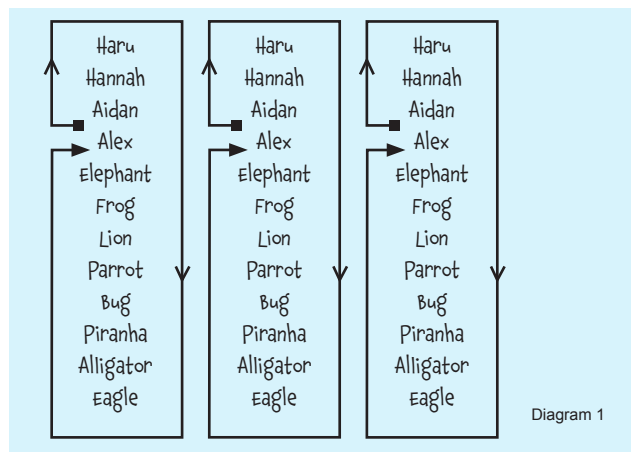 Haru Haru Haru
Hannah Hannah Hannah
Aidan Aidan Aidan
Alex Alex Alex
Elephant Elephant Elephant
Frog Frog Frog
Lion Lion Lion
Parrot Parrot Parrot
Bug Bug Bug
Piranha Piranha Piranha
Alligator Alligator Alligator
Eagle Eagle Eagle
Diagram 1